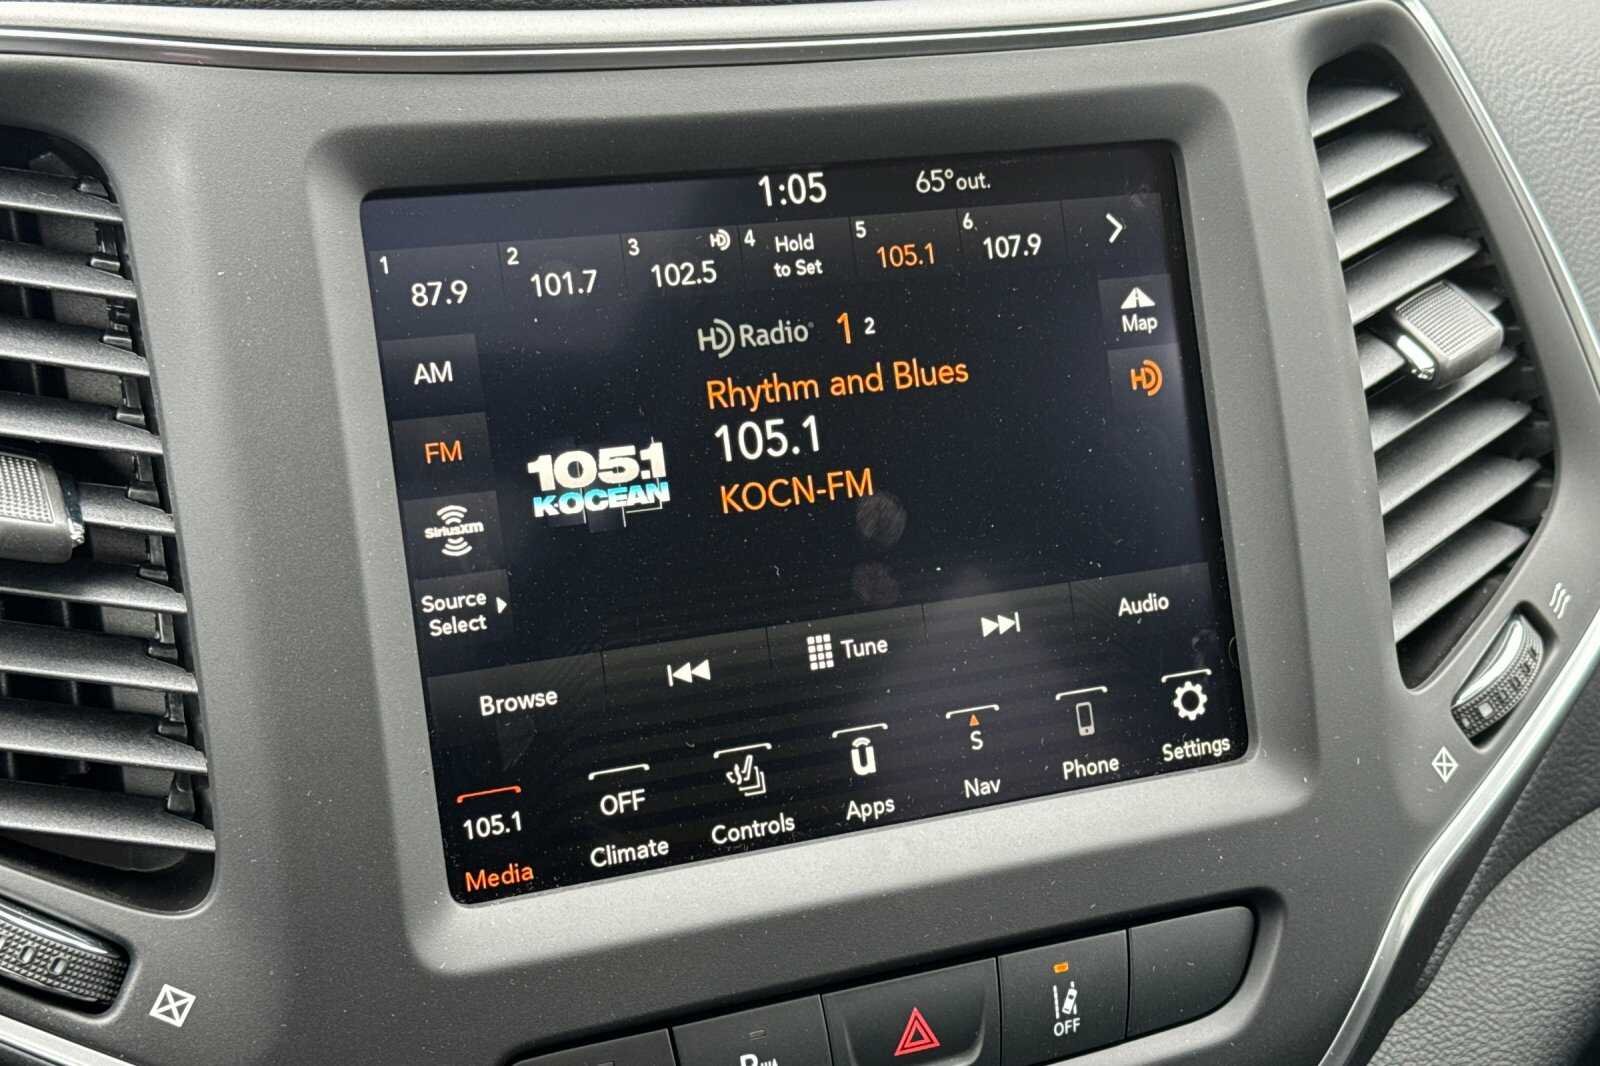 1:05
65° out.
1
87.9
2
101.7
3
HD
102.5
4
Hold
to Set
5
105.1
6
107.9
HD Radio 1 2
Map
AM
Rhythm and Blues
HD
105.1
FM
105.1
K-OCEAN
KOCN-FM
SiriusXM
Source
Select
Browse
Tune
Audio
105.1
Media
OFF
Climate
Controls
u
Apps
S
Nav
Phone
Settings
P
OFF